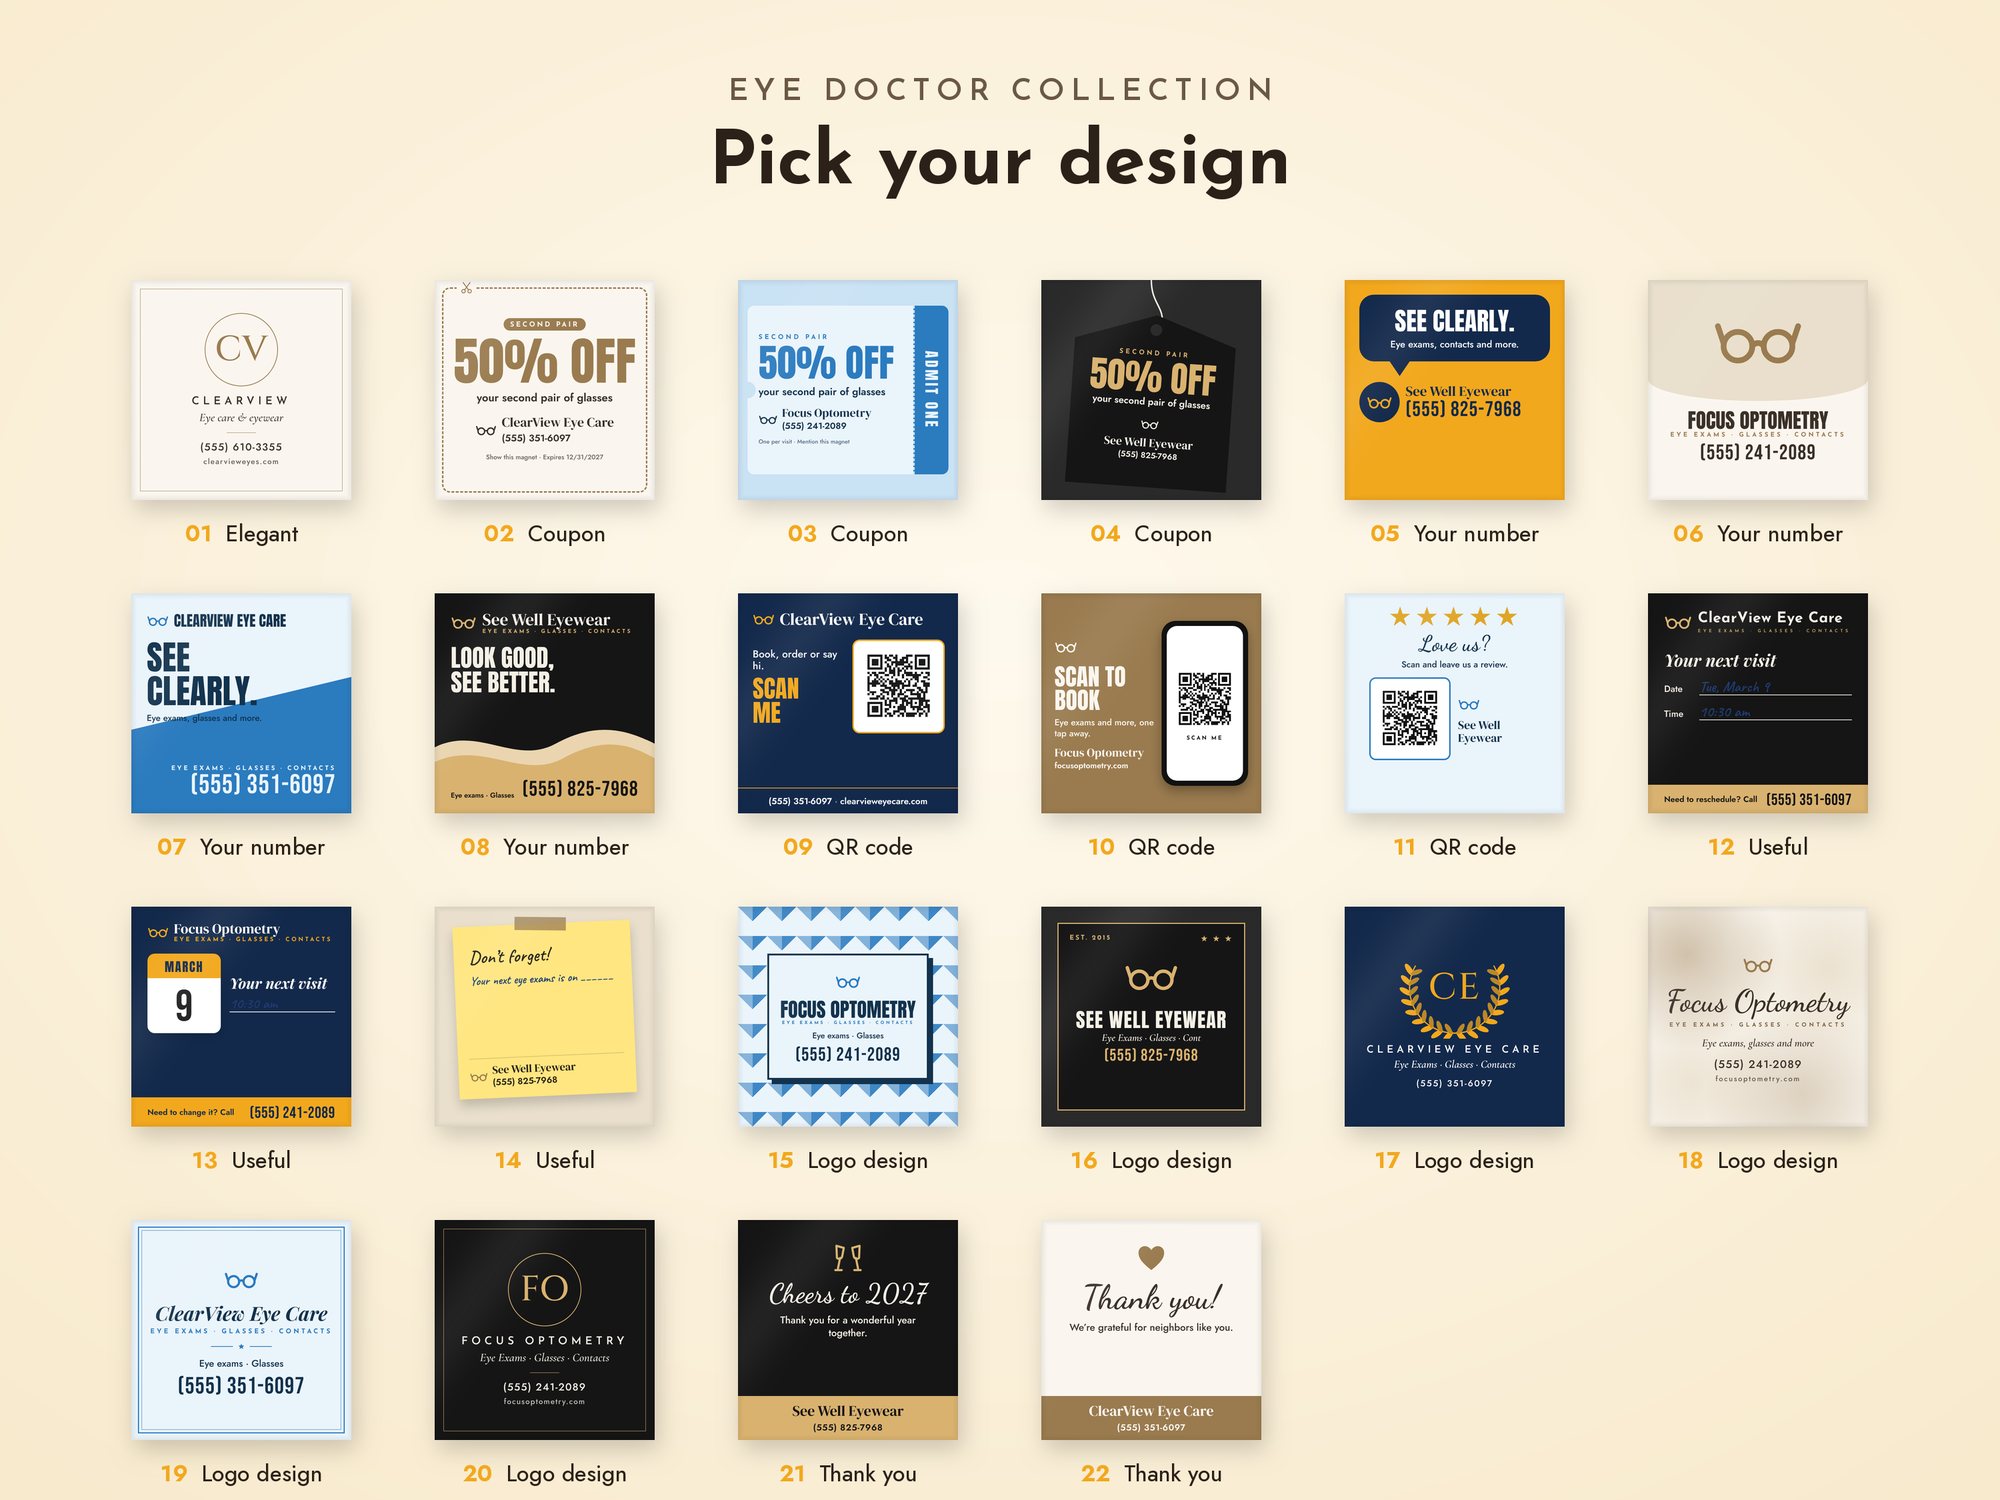 EYE DOCTOR COLLECTION
Pick your design
CV
CLEARVIEW
Eye care & eyewear
(555) 610-3355
clearvieweyes.com
01 Elegant
SECOND PAIR
50% OFF
your second pair of glasses
ClearView Eye Care
(555) 351-6097
Show this magnet · Expires 12/31/2027
02 Coupon
SECOND PAIR
50% OFF
your second pair of glasses
Focus Optometry
(555) 241-2089
One per visit · Mention this magnet
ADMIT ONE
03 Coupon
SECOND PAIR
50% OFF
your second pair of glasses
See Well Eyewear
(555) 825-7968
04 Coupon
SEE CLEARLY.
Eye exams, contacts and more.
See Well Eyewear
(555) 825-7968
05 Your number
FOCUS OPTOMETRY
EYE EXAMS · GLASSES · CONTACTS
(555) 241-2089
06 Your number
CLEARVIEW EYE CARE
SEE
CLEARLY.
Eye exams, glasses and more.
EYE EXAMS · GLASSES · CONTACTS
(555) 351-6097
07 Your number
See Well Eyewear
EYE EXAMS · GLASSES · CONTACTS
LOOK GOOD,
SEE BETTER.
Eye exams · Glasses
(555) 825-7968
08 Your number
ClearView Eye Care
Book, order or say
hi.
SCAN
ME
(555) 351-6097 · clearvieweyecare.com
09 QR code
SCAN TO
BOOK
Eye exams and more, one
tap away.
Focus Optometry
focusoptometry.com
SCAN ME
10 QR code
Love us?
Scan and leave us a review.
See Well
Eyewear
11 QR code
ClearView Eye Care
EYE EXAMS · GLASSES · CONTACTS
Your next visit
Date Tue, March 9
Time 10:30 am
Need to reschedule? Call (555) 351-6097
12 Useful
Focus Optometry
EYE EXAMS · GLASSES · CONTACTS
MARCH
9
Your next visit
10:30 am
Need to change it? Call (555) 241-2089
13 Useful
Don't forget!
Your next eye exams is on ______
See Well Eyewear
(555) 825-7968
14 Useful
FOCUS OPTOMETRY
EYE EXAMS · GLASSES · CONTACTS
Eye exams · Glasses
(555) 241-2089
15 Logo design
EST. 2015
SEE WELL EYEWEAR
Eye Exams · Glasses · Cont
(555) 825-7968
16 Logo design
CE
CLEARVIEW EYE CARE
Eye Exams · Glasses · Contacts
(555) 351-6097
17 Logo design
Focus Optometry
EYE EXAMS · GLASSES · CONTACTS
Eye exams, glasses and more
(555) 241-2089
focusoptometry.com
18 Logo design
ClearView Eye Care
EYE EXAMS · GLASSES · CONTACTS
Eye exams · Glasses
(555) 351-6097
19 Logo design
FO
FOCUS OPTOMETRY
Eye Exams · Glasses · Contacts
(555) 241-2089
focusoptometry.com
20 Logo design
Cheers to 2027
Thank you for a wonderful year
together.
See Well Eyewear
(555) 825-7968
21 Thank you
Thank you!
We're grateful for neighbors like you.
ClearView Eye Care
(555) 351-6097
22 Thank you